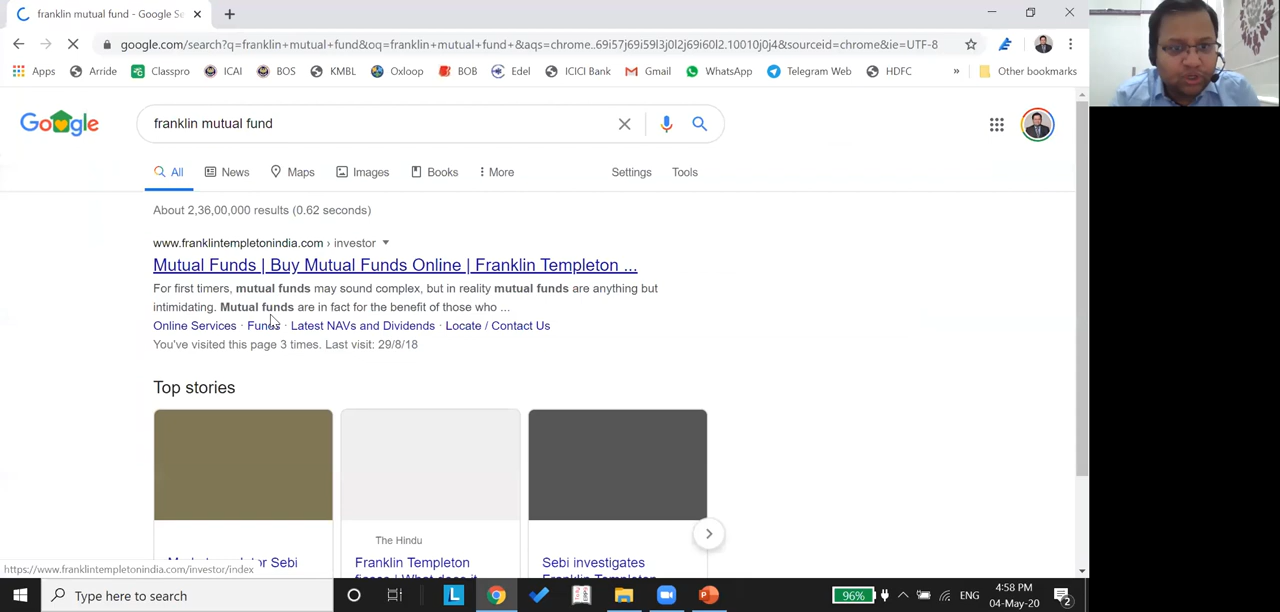 franklin mutual fund - Google Se
google.com/search?q=franklin+mutual+fund&oq=franklin+mutual+fund+&aqs=chrome..69i57j69i59l3j0l2j69i60l2.10010j0j4&sourceid=chrome&ie=UTF-8
Apps Arride Classpro ICAI BOS KMBL Oxloop BOB Edel ICICI Bank Gmail WhatsApp Telegram Web HDFC » Other bookmarks
Google
franklin mutual fund
All News Maps Images Books More Settings Tools
About 2,36,00,000 results (0.62 seconds)
www.franklintempletonindia.com › investor
Mutual Funds | Buy Mutual Funds Online | Franklin Templeton ...
For first timers, mutual funds may sound complex, but in reality mutual funds are anything but
intimidating. Mutual funds are in fact for the benefit of those who ...
Online Services · Funds · Latest NAVs and Dividends · Locate / Contact Us
You've visited this page 3 times. Last visit: 29/8/18
Top stories
The Hindu
Sebi
Franklin Templeton
Sebi investigates
Franklin Templeton
https://www.franklintempletonindia.com/investor/index
Type here to search
96%
ENG
4:58 PM
04-May-20
2